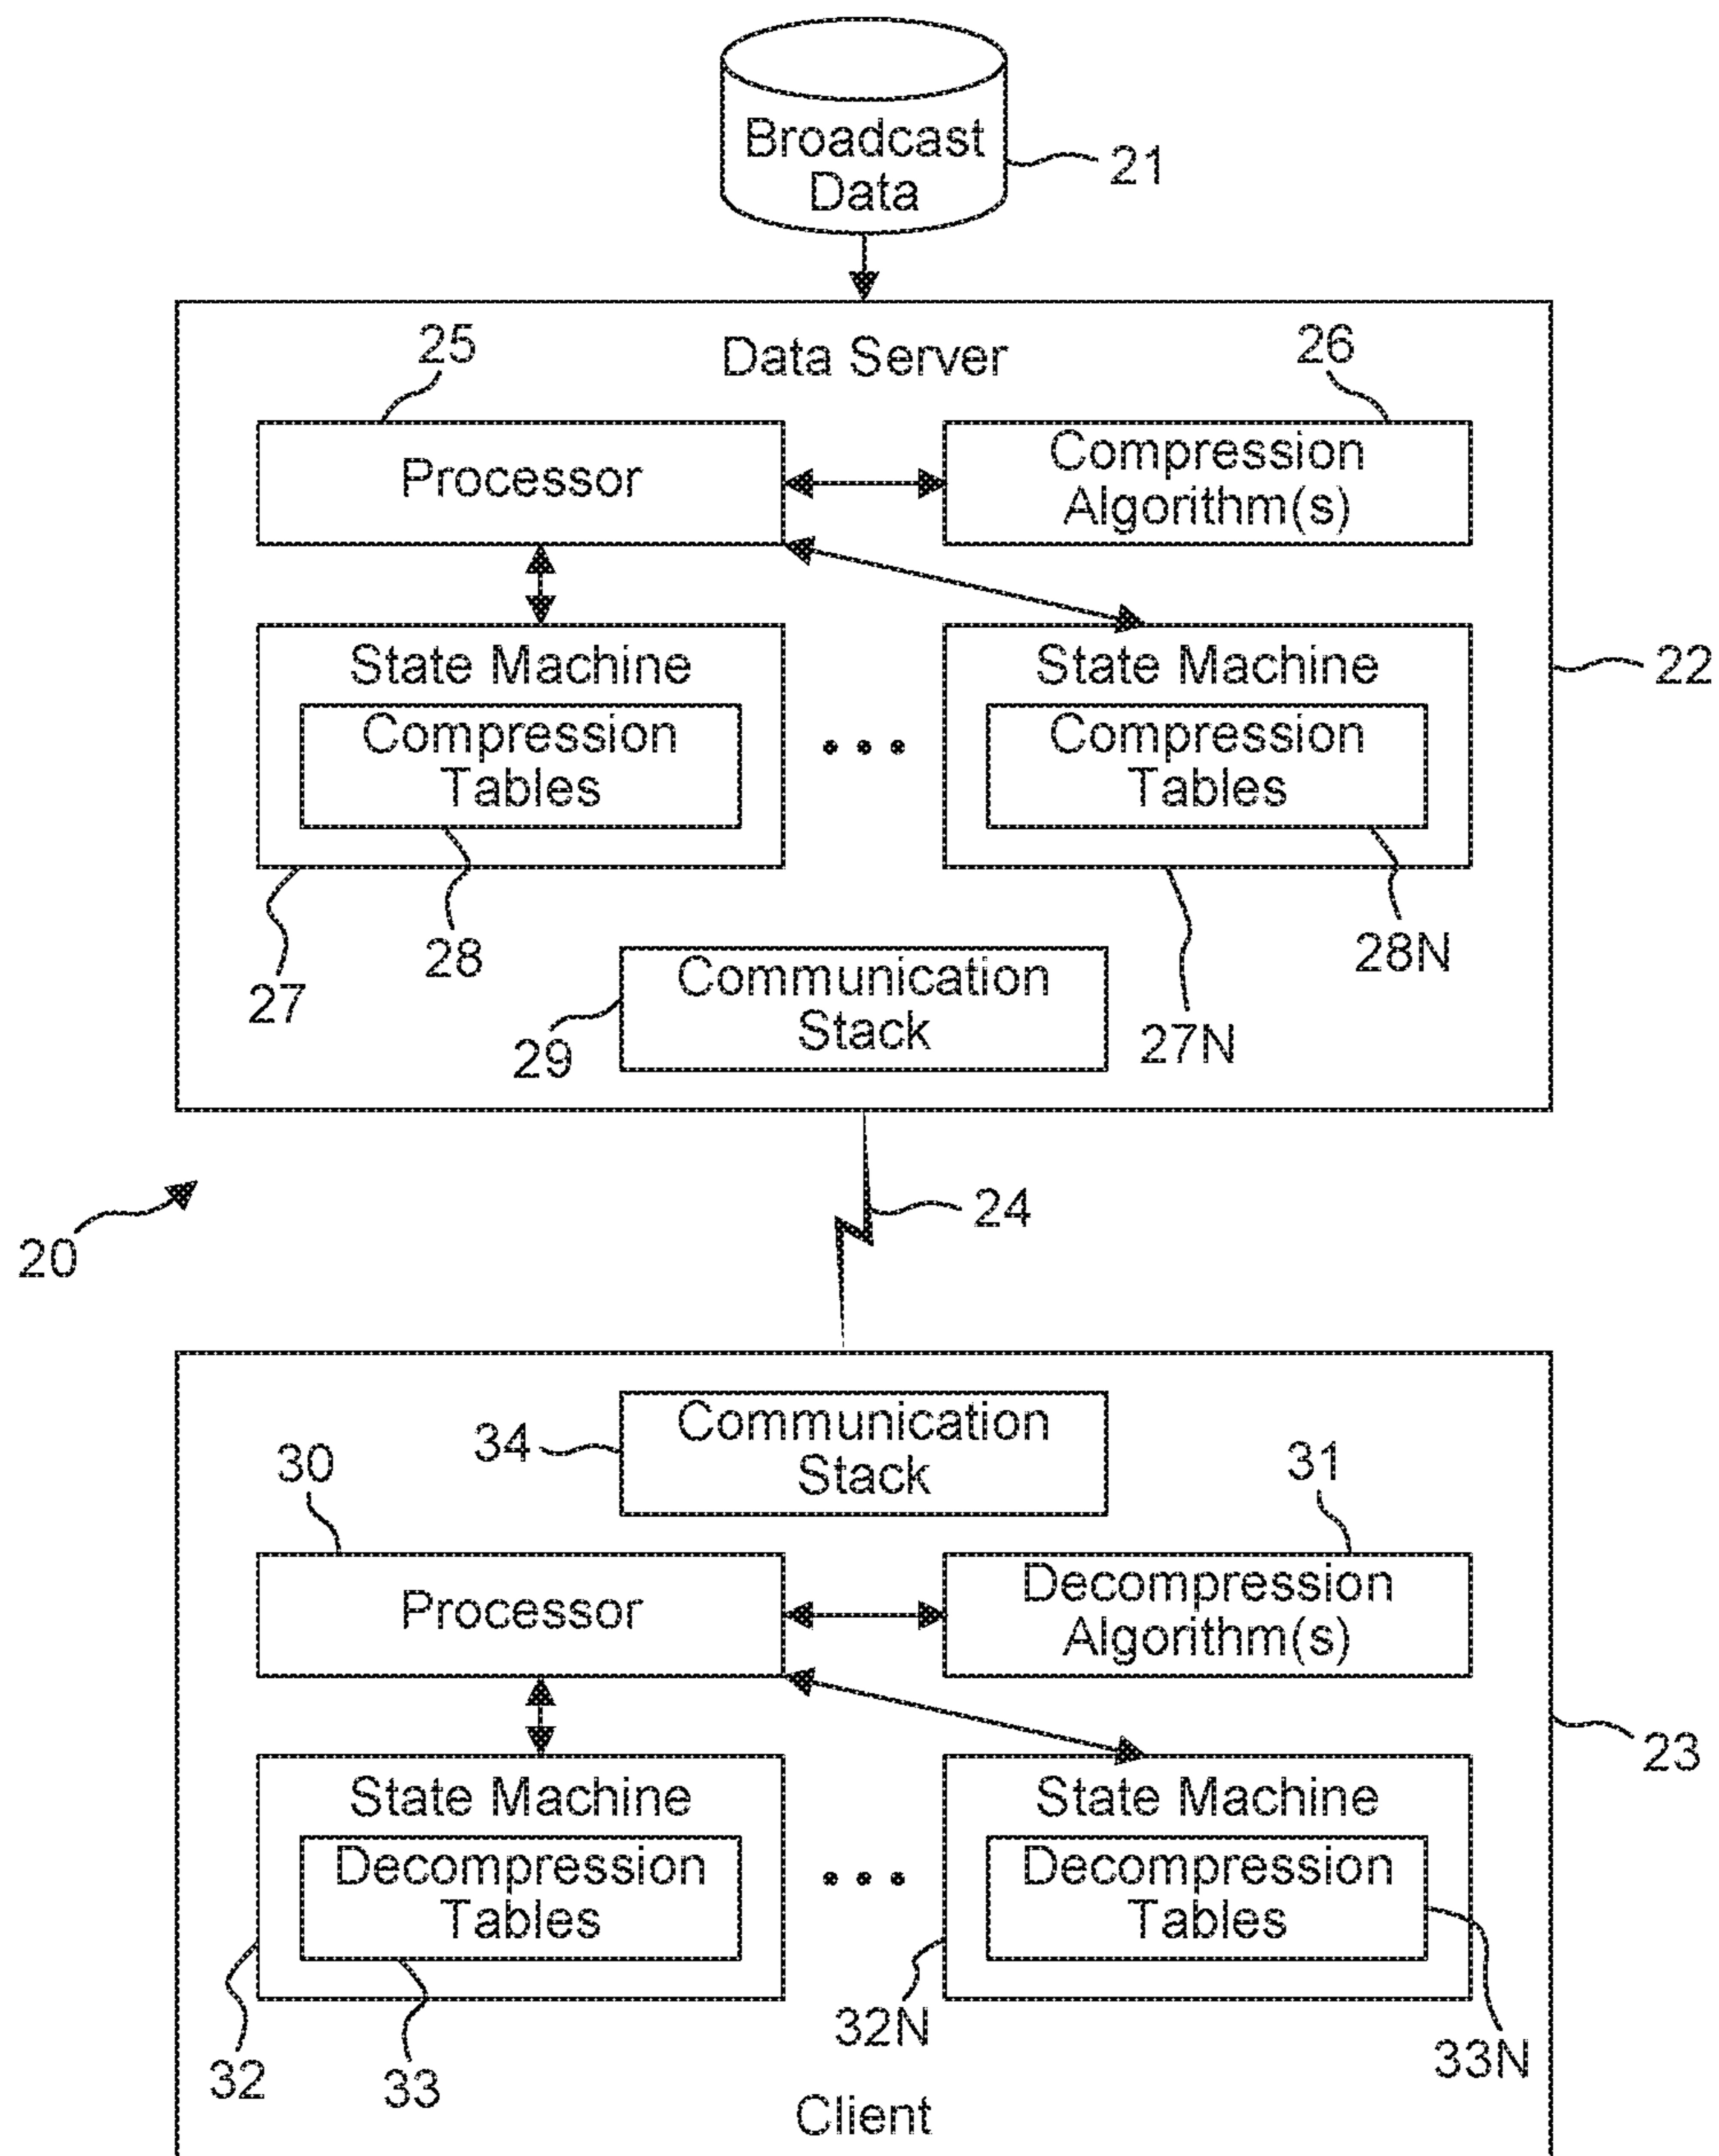 Broadcast
Data
21
Data Server
25
26
Processor
Compression
Algorithm(s)
State Machine
Compression
Tables
State Machine
Compression
Tables
22
27
28
27N
28N
Communication
Stack
29
20
24
Communication
Stack
34
30
31
Processor
Decompression
Algorithm(s)
State Machine
Decompression
Tables
State Machine
Decompression
Tables
23
32
33
32N
33N
Client